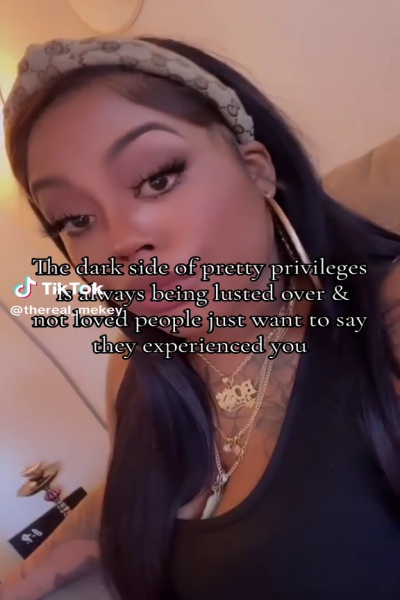 The dark side of pretty privileges
TikTok
is always being lusted over &
@thereal_mekeyj
not loved people just want to say
they experienced you